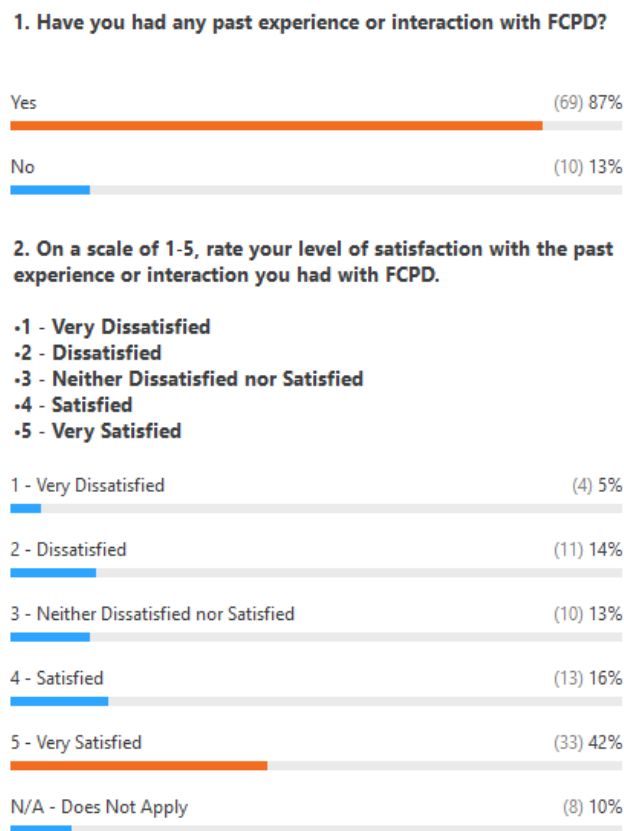 1. Have you had any past experience or interaction with FCPD?
Yes (69) 87%
No (10) 13%
2. On a scale of 1-5, rate your level of satisfaction with the past
experience or interaction you had with FCPD.
•1 - Very Dissatisfied
•2 - Dissatisfied
•3 - Neither Dissatisfied nor Satisfied
•4 - Satisfied
•5 - Very Satisfied
1 - Very Dissatisfied (4) 5%
2 - Dissatisfied (11) 14%
3 - Neither Dissatisfied nor Satisfied (10) 13%
4 - Satisfied (13) 16%
5 - Very Satisfied (33) 42%
N/A - Does Not Apply (8) 10%